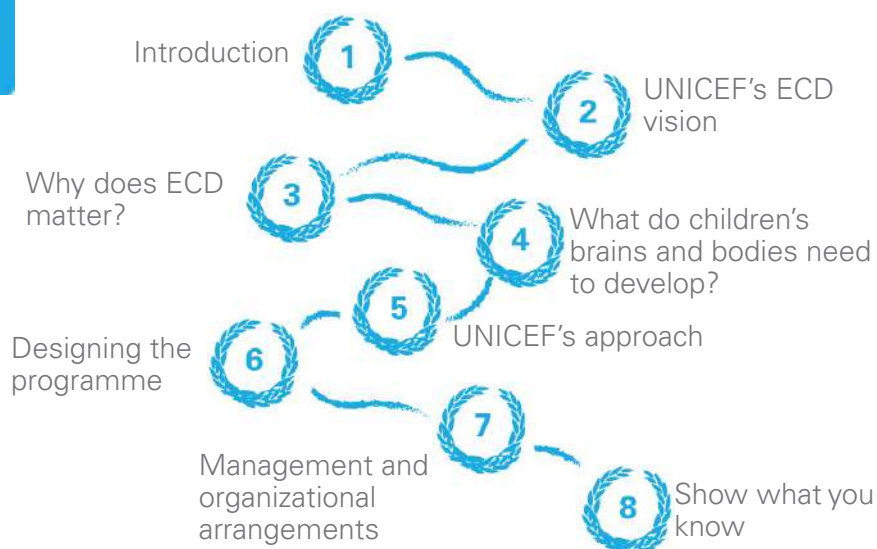 Introduction
1
2
UNICEF's ECD
vision
Why does ECD
matter?
3
4
What do children's
brains and bodies need
to develop?
5
UNICEF's approach
Designing the
programme
6
7
Management and
organizational
arrangements
8
Show what you
know